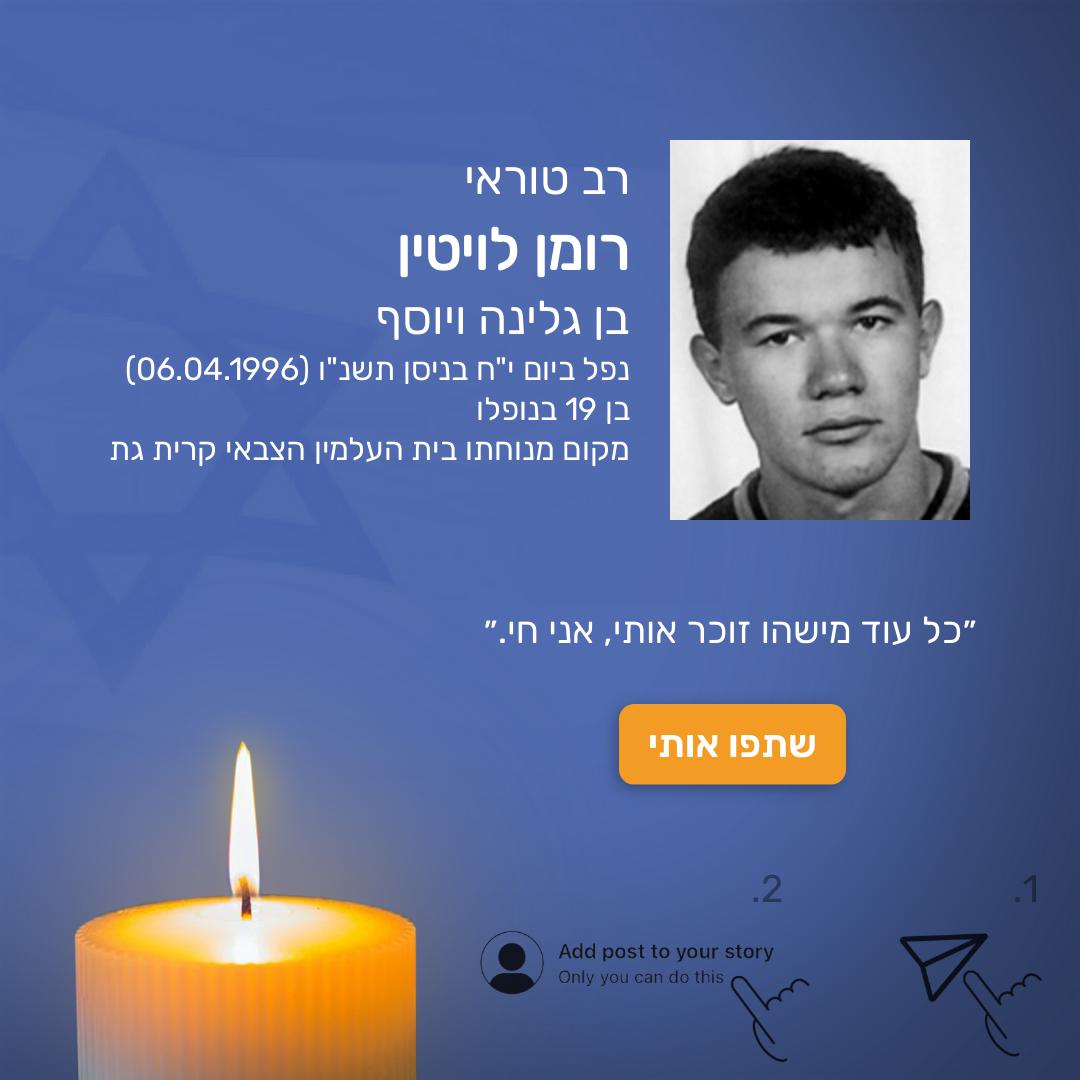 רב טוראי
רומן לויטין
בן גלינה ויוסף
נפל ביום י"ח בניסן תשנ"ו (06.04.1996)
בן 19 בנופלו
מקום מנוחתו בית העלמין הצבאי קרית גת
״כל עוד מישהו זוכר אותי, אני חי.״
שתפו אותי
.1
.2
Add post to your story
Only you can do this